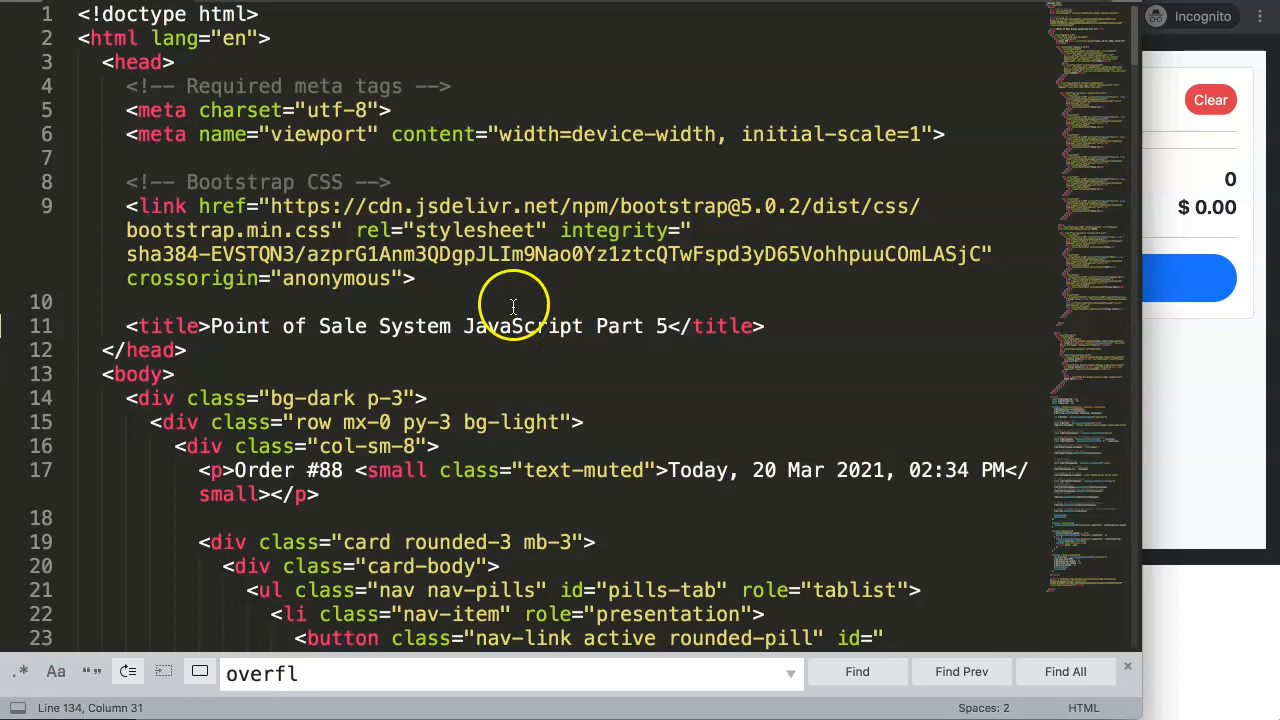 1 <!doctype html>
2 <html lang="en">
3 <head>
4 <!-- Required meta tags -->
5 <meta charset="utf-8">
6 <meta name="viewport" content="width=device-width, initial-scale=1">
7
8 <!-- Bootstrap CSS -->
9 <link href="https://cdn.jsdelivr.net/npm/bootstrap@5.0.2/dist/css/
bootstrap.min.css" rel="stylesheet" integrity="
sha384-EVSTQN3/azprG1Anm3QDgpJLIm9Nao0Yz1ztcQTwFspd3yD65VohhpuuCOmLASjC"
crossorigin="anonymous">
10
11 <title>Point of Sale System JavaScript Part 5</title>
12 </head>
13 <body>
14 <div class="bg-dark p-3">
15 <div class="row mx-0 py-3 bg-light">
16 <div class="col-sm-8">
17 <p>Order #88 <small class="text-muted">Today, 20 Mar 2021, 02:34 PM</
small></p>
18
19 <div class="card rounded-3 mb-3">
20 <div class="card-body">
21 <ul class="nav nav-pills" id="pills-tab" role="tablist">
22 <li class="nav-item" role="presentation">
23 <button class="nav-link active rounded-pill" id="
Incognito
Clear
0
$ 0.00
.* Aa “” overfl Find Find Prev Find All ×
Line 134, Column 31 Spaces: 2 HTML